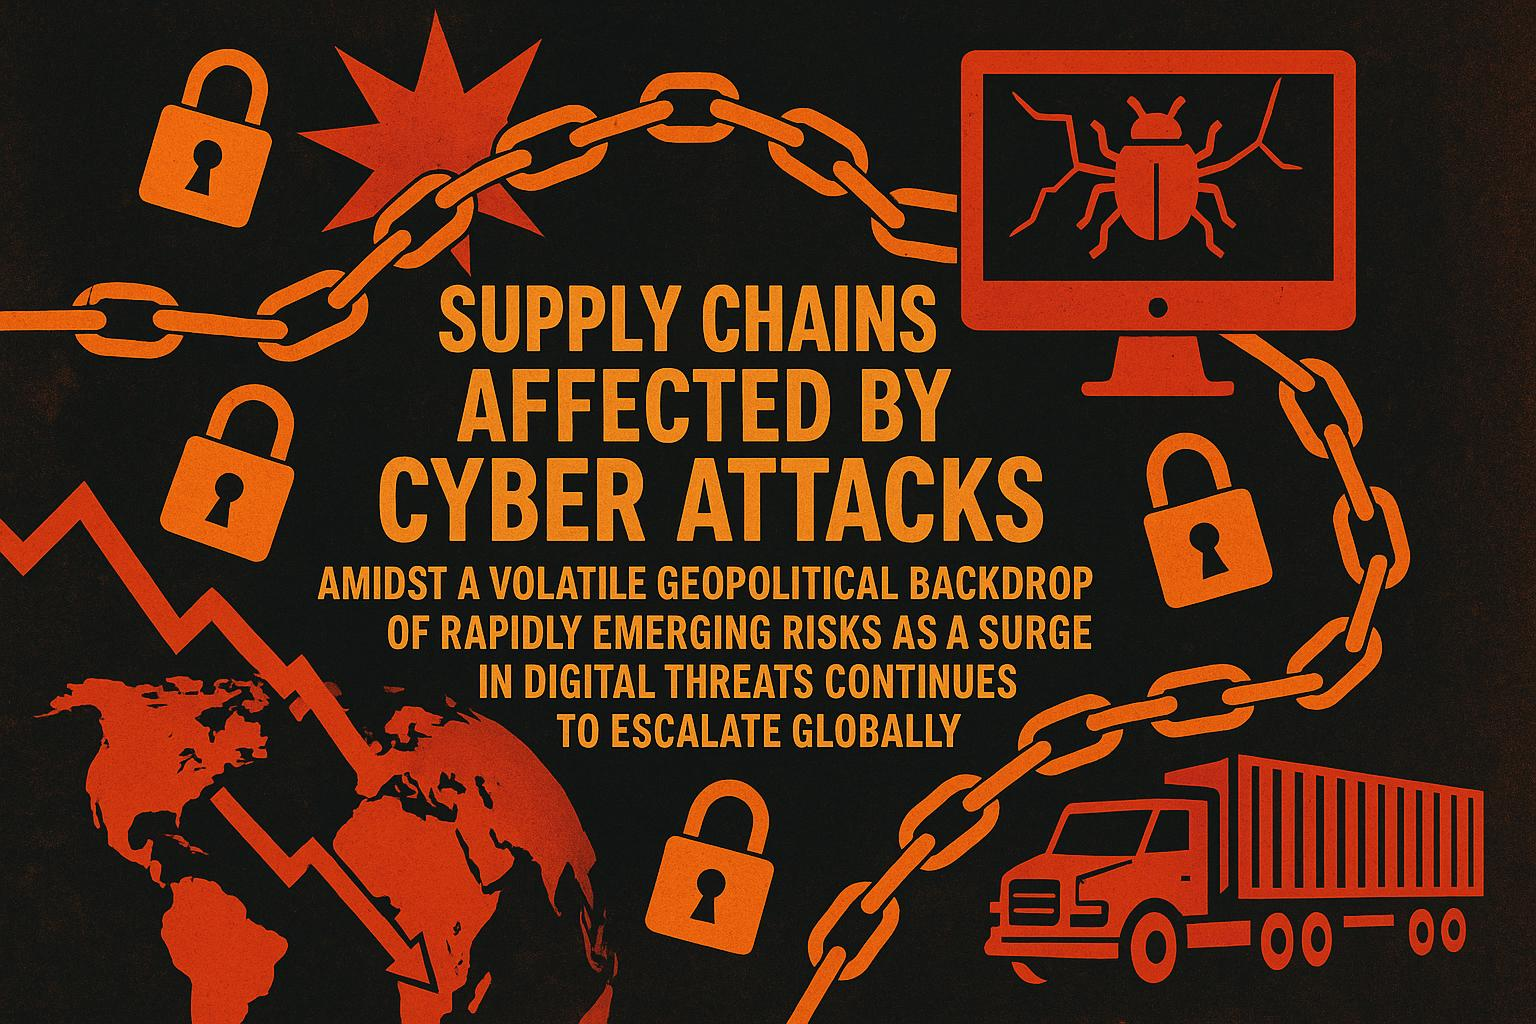 SUPPLY CHAINS
AFFECTED BY
CYBER ATTACKS
AMIDST A VOLATILE GEOPOLITICAL BACKDROP
OF RAPIDLY EMERGING RISKS AS A SURGE
IN DIGITAL THREATS CONTINUES
TO ESCALATE GLOBALLY